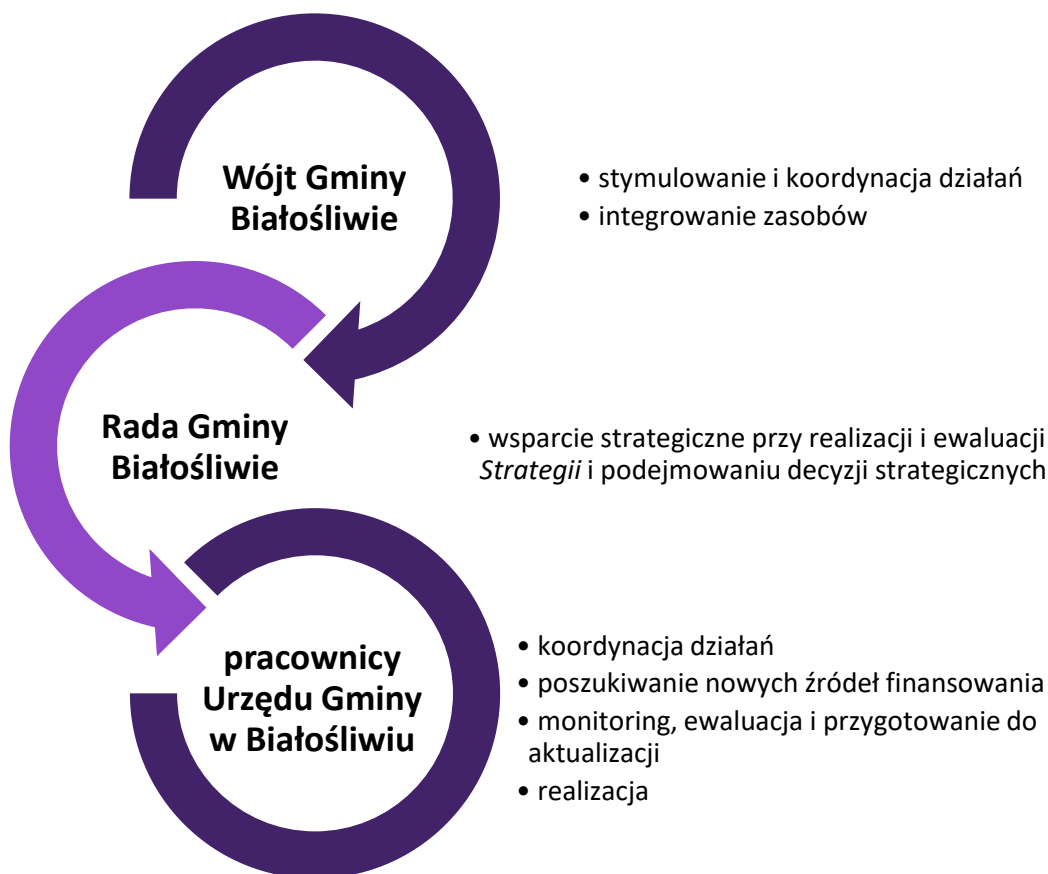 Wójt Gminy
Białośliwie
• stymulowanie i koordynacja działań
• integrowanie zasobów
Rada Gminy
Białośliwie
• wsparcie strategiczne przy realizacji i ewaluacji
Strategii i podejmowaniu decyzji strategicznych
pracownicy
Urzędu Gminy
w Białośliwiu
• koordynacja działań
• poszukiwanie nowych źródeł finansowania
• monitoring, ewaluacja i przygotowanie do
aktualizacji
• realizacja